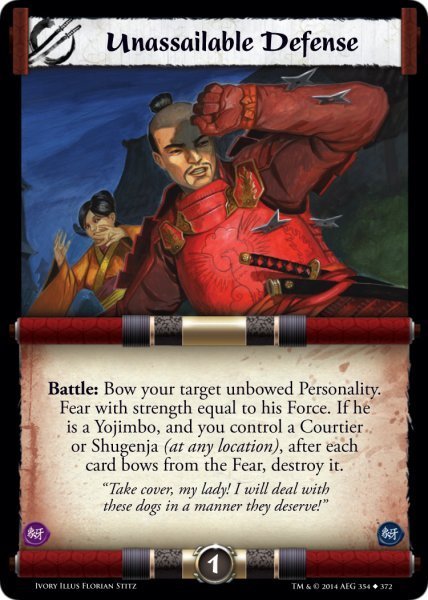 Unassailable Defense
Battle: Bow your target unbowed Personality.
Fear with strength equal to his Force. If he
is a Yojimbo, and you control a Courtier
or Shugenja (at any location), after each
card bows from the Fear, destroy it.
“Take cover, my lady! I will deal with
these dogs in a manner they deserve!”
1
Ivory Illus Florian Stitz
TM & © 2014 AEG 354 ◆ 372